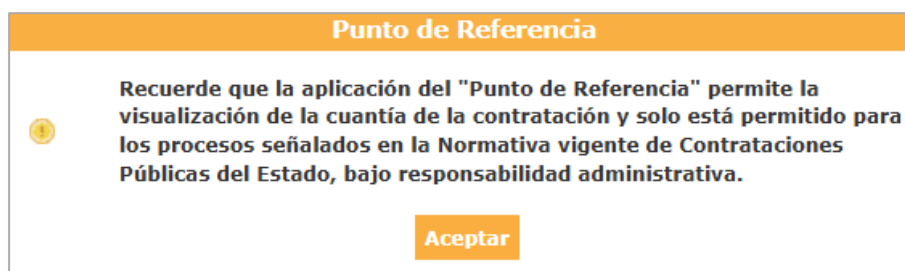 Punto de Referencia
Recuerde que la aplicación del "Punto de Referencia" permite la
visualización de la cuantía de la contratación y solo está permitido para
los procesos señalados en la Normativa vigente de Contrataciones
Públicas del Estado, bajo responsabilidad administrativa.
Aceptar